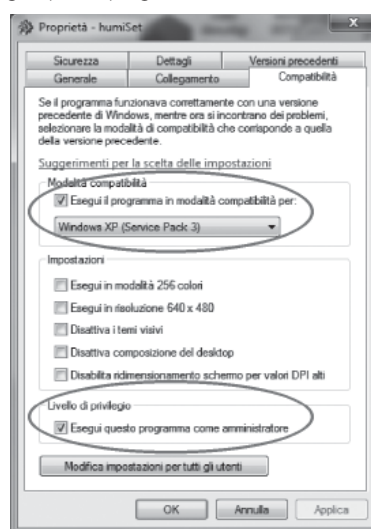 Proprietà - humiSet
x
Sicurezza Dettagli Versioni precedenti
Generale Collegamento Compatibilità
Se il programma funzionava correttamente con una versione
precedente di Windows, mentre ora si incontrano dei problemi,
selezionare la modalità di compatibilità che corrisponde a quella
della versione precedente.
Suggerimenti per la scelta delle impostazioni
Modalità compatibilità
Esegui il programma in modalità compatibilità per:
Windows XP (Service Pack 3)
Impostazioni
Esegui in modalità 256 colori
Esegui in risoluzione 640 x 480
Disattiva i temi visivi
Disattiva composizione del desktop
Disabilita ridimensionamento schermo per valori DPI alti
Livello di privilegio
Esegui questo programma come amministratore
Modifica impostazioni per tutti gli utenti
OK Annulla Applica